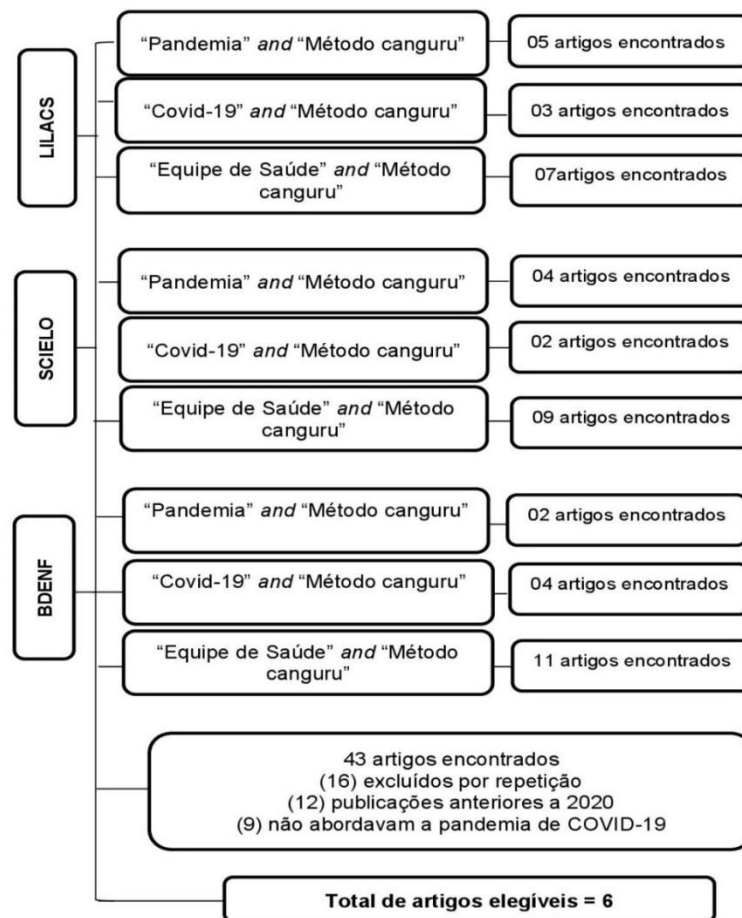 LILACS
“Pandemia” and “Método canguru”
05 artigos encontrados
“Covid-19” and “Método canguru”
03 artigos encontrados
“Equipe de Saúde” and “Método
canguru”
07artigos encontrados
SCIELO
“Pandemia” and “Método canguru”
04 artigos encontrados
“Covid-19” and “Método canguru”
02 artigos encontrados
“Equipe de Saúde” and “Método
canguru”
09 artigos encontrados
BDENF
“Pandemia” and “Método canguru”
02 artigos encontrados
“Covid-19” and “Método canguru”
04 artigos encontrados
“Equipe de Saúde” and “Método
canguru”
11 artigos encontrados
43 artigos encontrados
(16) excluídos por repetição
(12) publicações anteriores a 2020
(9) não abordavam a pandemia de COVID-19
Total de artigos elegíveis = 6